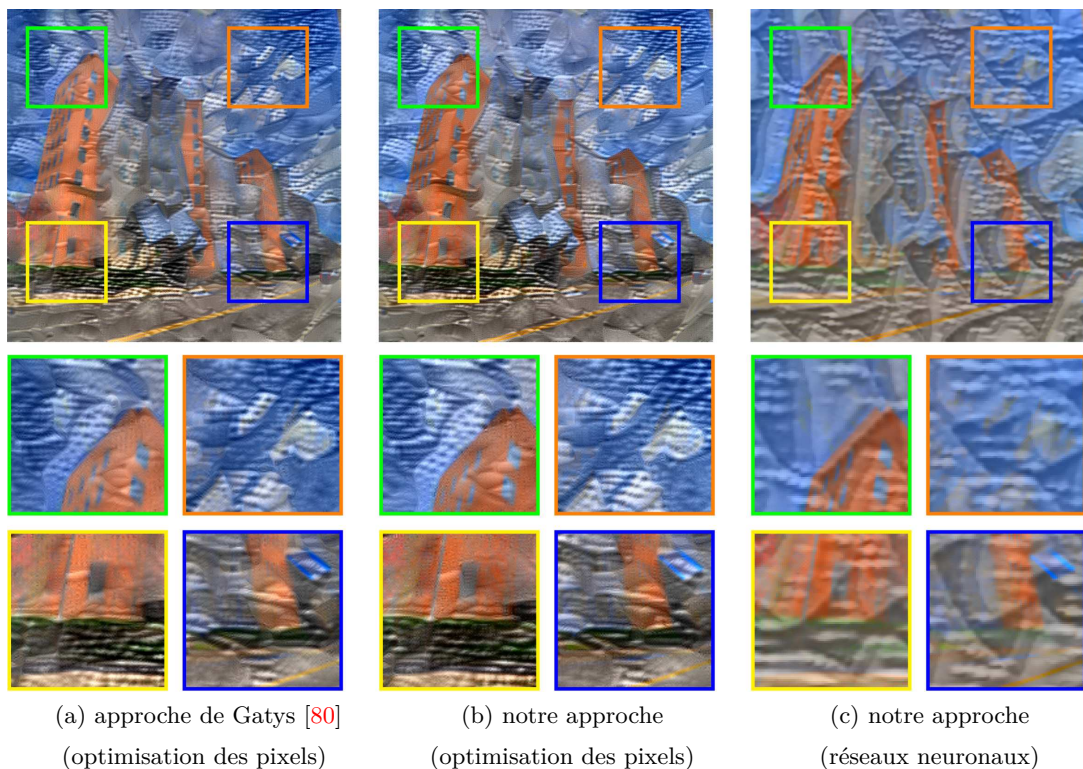 (a) approche de Gatys [80]
(optimisation des pixels)
(b) notre approche
(optimisation des pixels)
(c) notre approche
(réseaux neuronaux)